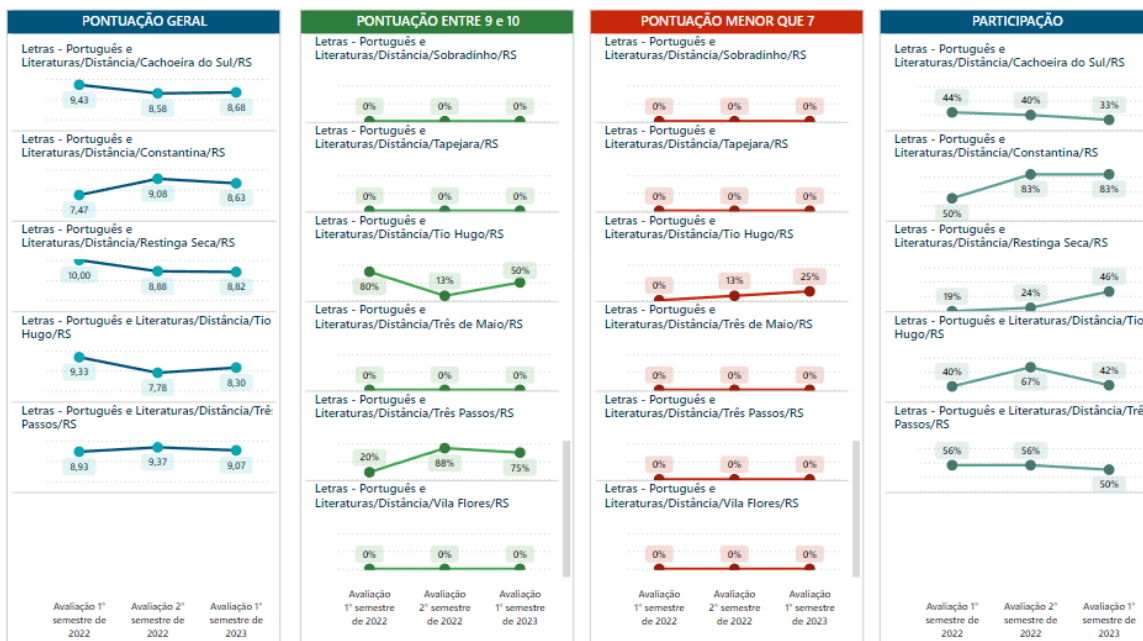 PONTUAÇÃO GERAL
Letras - Português e
Literaturas/Distância/Cachoeira do Sul/RS
9,43
8,58
8,68
Letras - Português e
Literaturas/Distância/Constantina/RS
7,47
9,08
8,63
Letras - Português e
Literaturas/Distância/Restinga Seca/RS
10,00
8,88
8,82
Letras - Português e Literaturas/Distância/Tio
Hugo/RS
9,33
7,78
8,30
Letras - Português e Literaturas/Distância/Três
Passos/RS
8,93
9,37
9,07
Avaliação 1° semestre de 2022
Avaliação 2° semestre de 2022
Avaliação 1° semestre de 2023
PONTUAÇÃO ENTRE 9 e 10
Letras - Português e
Literaturas/Distância/Sobradinho/RS
0%
0%
0%
Letras - Português e
Literaturas/Distância/Tapejara/RS
0%
0%
0%
Letras - Português e
Literaturas/Distância/Tio Hugo/RS
80%
13%
50%
Letras - Português e
Literaturas/Distância/Três de Maio/RS
0%
0%
0%
Letras - Português e
Literaturas/Distância/Três Passos/RS
20%
88%
75%
Letras - Português e
Literaturas/Distância/Vila Flores/RS
0%
0%
0%
Avaliação 1° semestre de 2022
Avaliação 2° semestre de 2022
Avaliação 1° semestre de 2023
PONTUAÇÃO MENOR QUE 7
Letras - Português e
Literaturas/Distância/Sobradinho/RS
0%
0%
0%
Letras - Português e
Literaturas/Distância/Tapejara/RS
0%
0%
0%
Letras - Português e
Literaturas/Distância/Tio Hugo/RS
0%
13%
25%
Letras - Português e
Literaturas/Distância/Três de Maio/RS
0%
0%
0%
Letras - Português e
Literaturas/Distância/Três Passos/RS
0%
0%
0%
Letras - Português e
Literaturas/Distância/Vila Flores/RS
0%
0%
0%
Avaliação 1° semestre de 2022
Avaliação 2° semestre de 2022
Avaliação 1° semestre de 2023
PARTICIPAÇÃO
Letras - Português e
Literaturas/Distância/Cachoeira do Sul/RS
44%
40%
33%
Letras - Português e
Literaturas/Distância/Constantina/RS
50%
83%
83%
Letras - Português e
Literaturas/Distância/Restinga Seca/RS
19%
24%
46%
Letras - Português e Literaturas/Distância/Tio
Hugo/RS
40%
67%
42%
Letras - Português e Literaturas/Distância/Trê
Passos/RS
56%
56%
50%
Avaliação 1° semestre de 2022
Avaliação 2° semestre de 2022
Avaliação 1° semestre de 2023